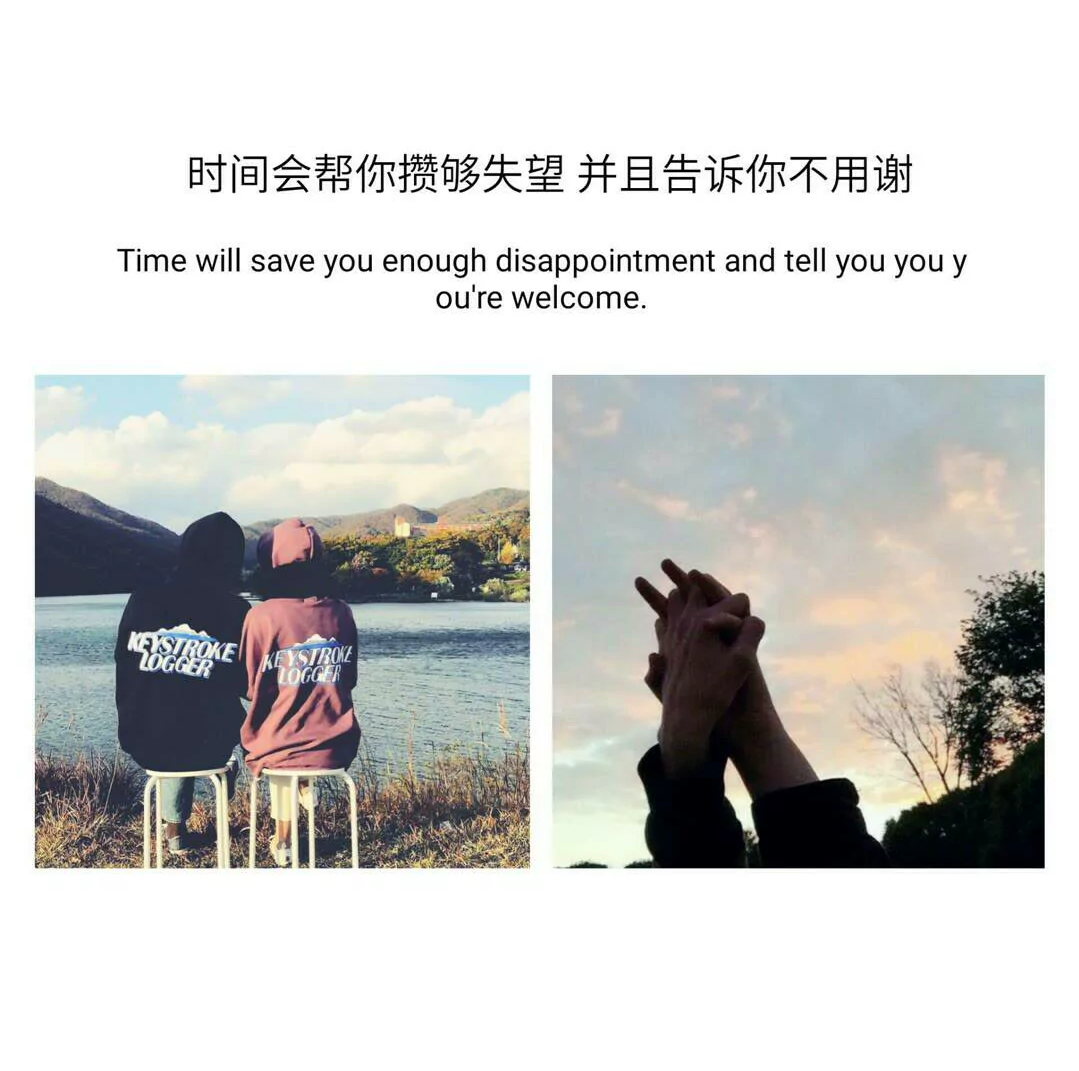 时间会帮你攒够失望 并且告诉你不用谢
Time will save you enough disappointment and tell you you y
ou're welcome.
KEYSTROKE
LOGGER
KEYSTROKE
LOGGER